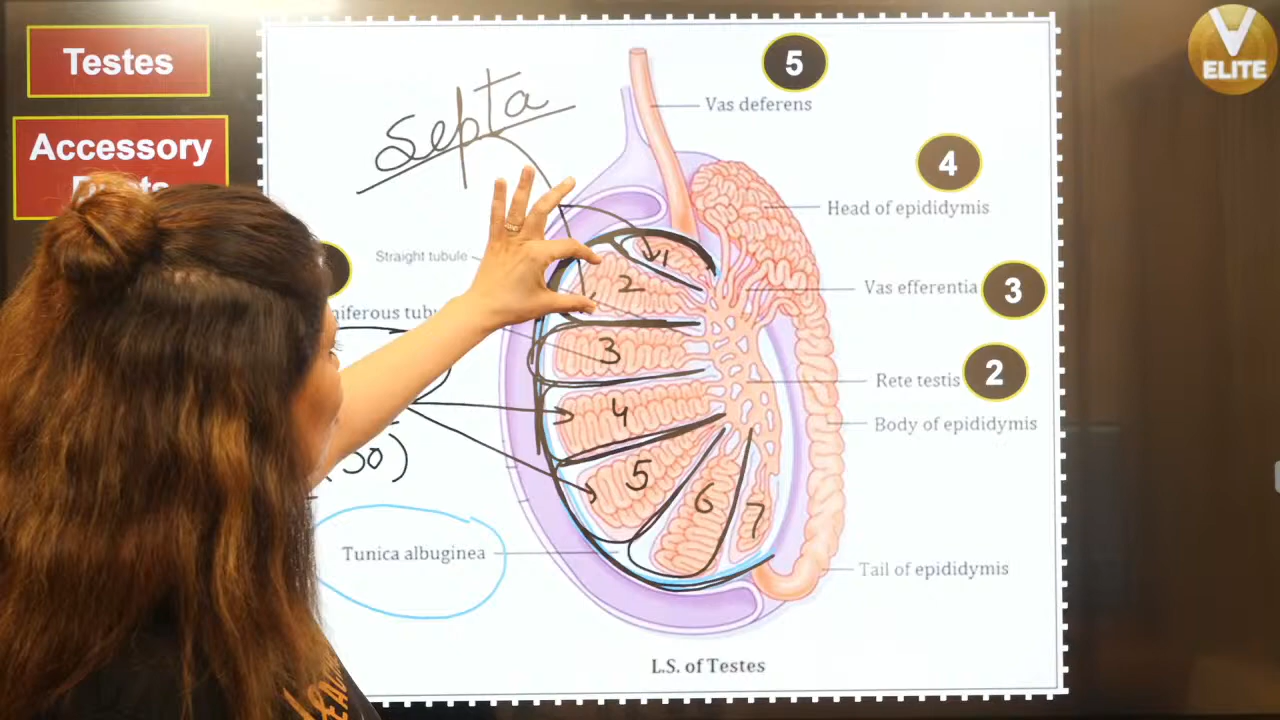 Testes
Accessory
V
ELITE
5
Vas deferens
Septa
4
Head of epididymis
Straight tubule
Vas efferentia
3
1
2
3
4
5
6
7
Rete testis
2
Body of epididymis
Tunica albuginea
Tail of epididymis
L.S. of Testes